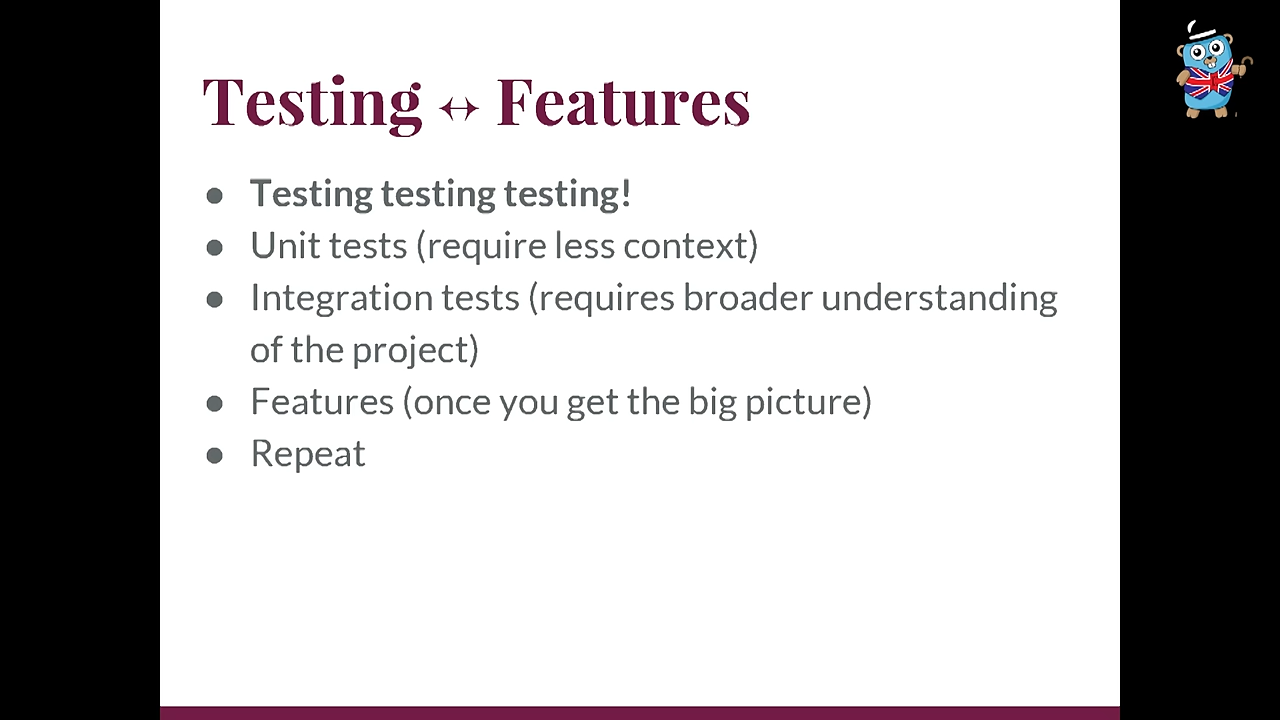 Testing ↔ Features
● Testing testing testing!
● Unit tests (require less context)
● Integration tests (requires broader understanding
of the project)
● Features (once you get the big picture)
● Repeat